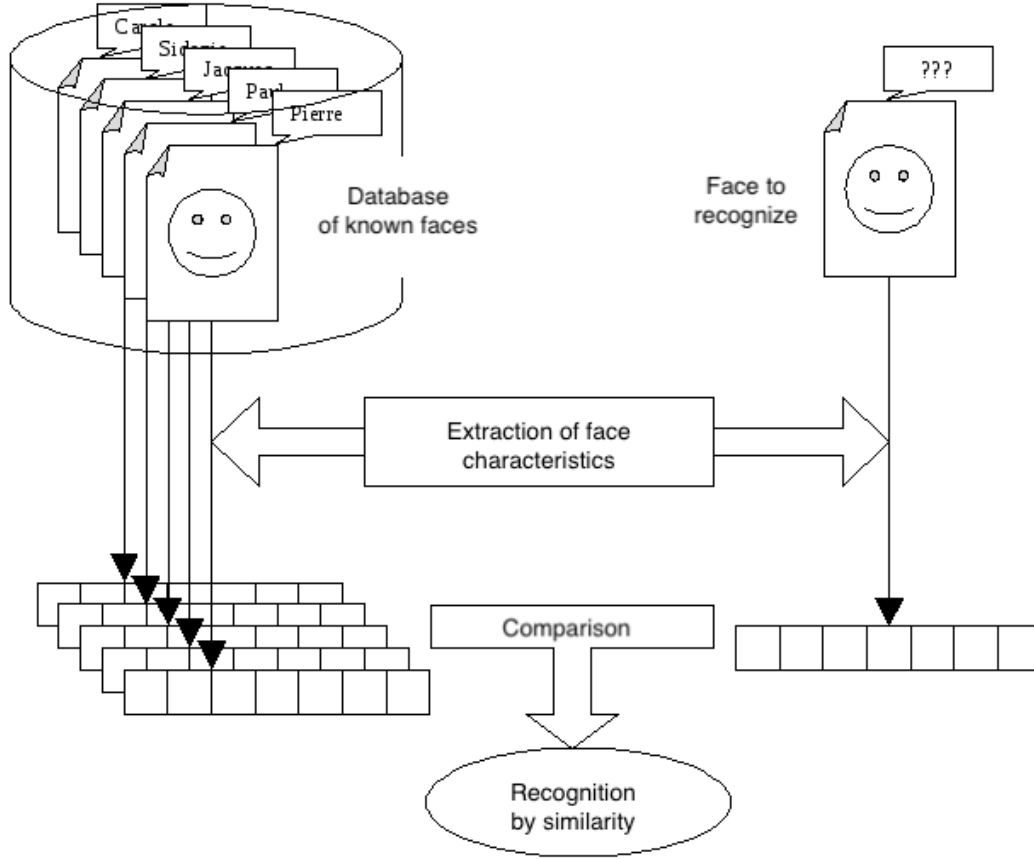 Pierre
???
Database
of known faces
Face to
recognize
Extraction of face
characteristics
Comparison
Recognition
by similarity